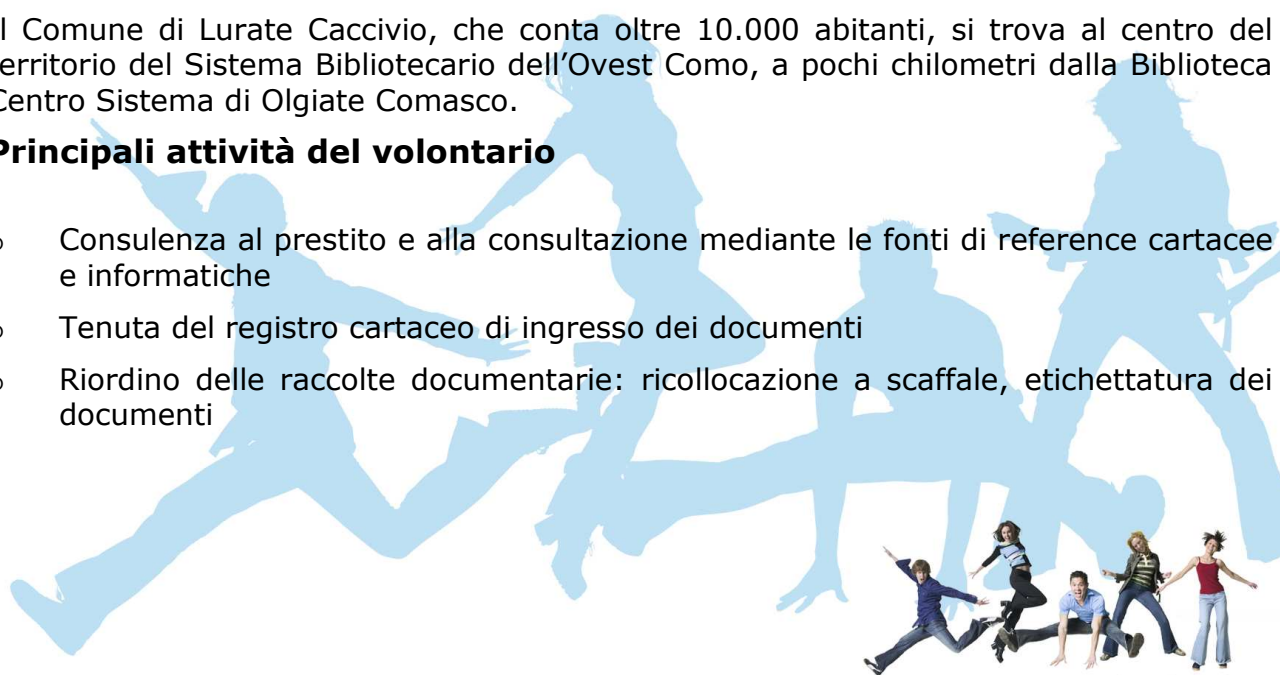 l Comune di Lurate Caccivio, che conta oltre 10.000 abitanti, si trova al centro del
territorio del Sistema Bibliotecario dell’Ovest Como, a pochi chilometri dalla Biblioteca
Centro Sistema di Olgiate Comasco.
Principali attività del volontario
o Consulenza al prestito e alla consultazione mediante le fonti di reference cartacee
e informatiche
o Tenuta del registro cartaceo di ingresso dei documenti
o Riordino delle raccolte documentarie: ricollocazione a scaffale, etichettatura dei
documenti